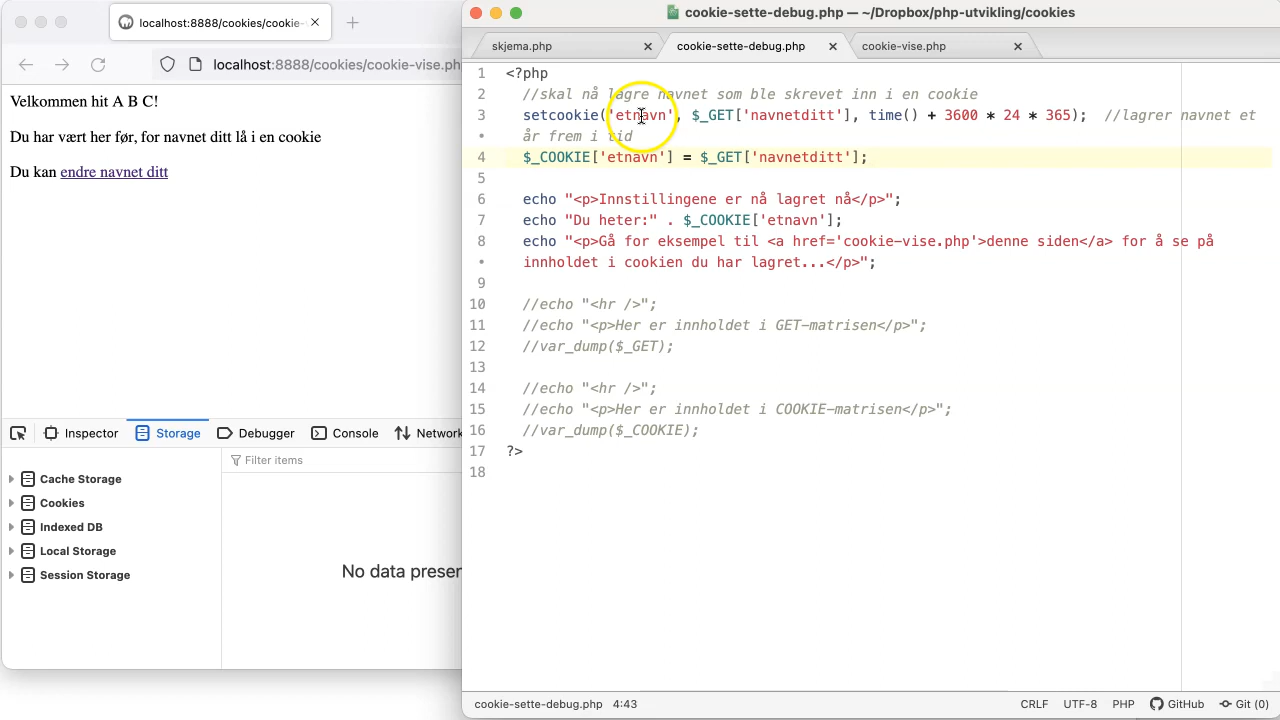 localhost:8888/cookies/cookie-
localhost:8888/cookies/cookie-vise.ph
Velkommen hit A B C!
Du har vært her før, for navnet ditt lå i en cookie
Du kan endre navnet ditt
Inspector Storage Debugger Console Network
Filter items
Cache Storage
Cookies
Indexed DB
Local Storage
Session Storage
No data presen
cookie-sette-debug.php — ~/Dropbox/php-utvikling/cookies
skjema.php cookie-sette-debug.php cookie-vise.php
1 <?php
2 //skal nå lagre navnet som ble skrevet inn i en cookie
3 setcookie('etnavn', $_GET['navnetditt'], time() + 3600 * 24 * 365); //lagrer navnet et
• år frem i tid
4 $_COOKIE['etnavn'] = $_GET['navnetditt'];
5
6 echo "<p>Innstillingene er nå lagret nå</p>";
7 echo "Du heter:" . $_COOKIE['etnavn'];
8 echo "<p>Gå for eksempel til <a href='cookie-vise.php'>denne siden</a> for å se på
• innholdet i cookien du har lagret...</p>";
9
10 //echo "<hr />";
11 //echo "<p>Her er innholdet i GET-matrisen</p>";
12 //var_dump($_GET);
13
14 //echo "<hr />";
15 //echo "<p>Her er innholdet i COOKIE-matrisen</p>";
16 //var_dump($_COOKIE);
17 ?>
18
cookie-sette-debug.php 4:43 CRLF UTF-8 PHP GitHub Git (0)